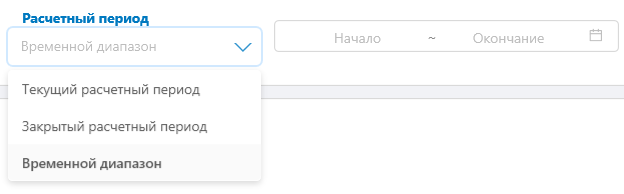 Расчетный период
Временной диапазон
Начало ~ Окончание
Текущий расчетный период
Закрытый расчетный период
Временной диапазон